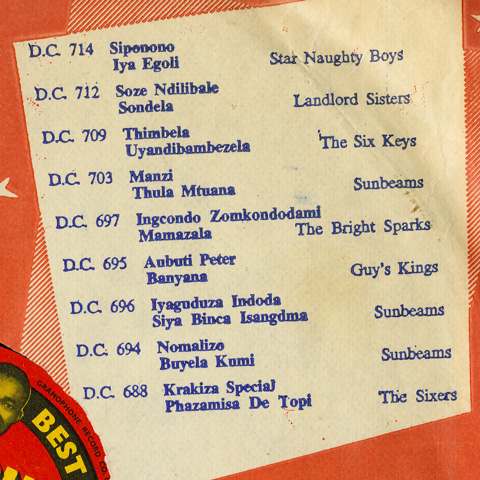 D.C. 714 Siponono Star Naughty Boys
Iya Egoli
D.C. 712 Soze Ndilibale Landlord Sisters
Sondela
D.C. 709 Thimbela The Six Keys
Uyandibambezela
D.C. 703 Manzi Sunbeams
Thula Mtuana
D.C. 697 Ingcondo Zomkondodami The Bright Sparks
Mamazala
D.C. 695 Aubuti Peter Guy's Kings
Banyana
D.C. 696 Iyaguduza Indoda Sunbeams
Siya Binca Isangdma
D.C. 694 Nomalizo Sunbeams
Buyela Kumi
D.C. 688 Krakiza Special The Sixers
Phazamisa De Topi
GRAMOPHONE RECORD CO.
BEST